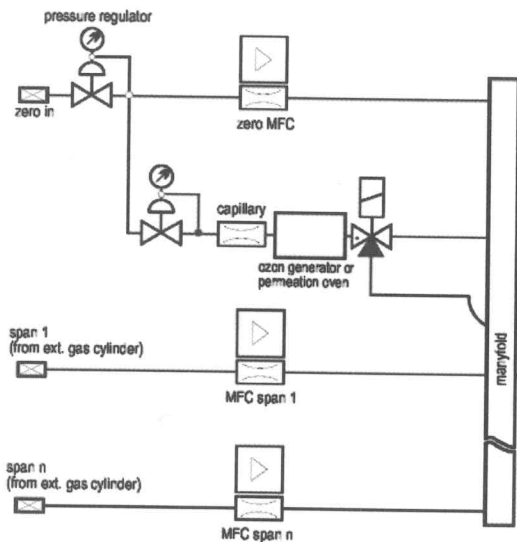 pressure regulator
zero in
zero MFC
capillary
ozon generator or
permeation oven
span 1
(from ext. gas cylinder)
MFC span 1
manyfold
span n
(from ext. gas cylinder)
MFC span n